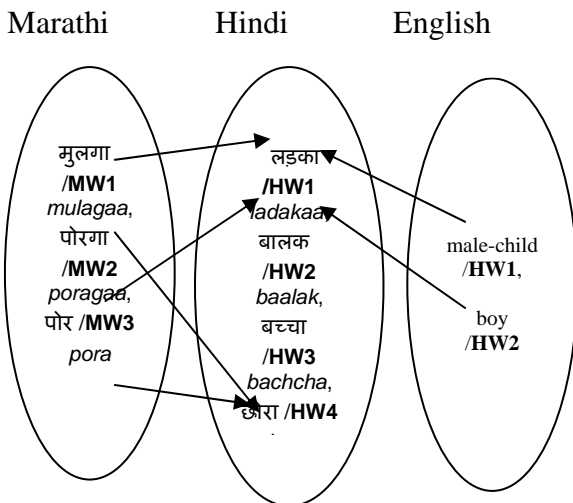 Marathi Hindi English
मुलगा
/MW1
mulagaa,
पोरगा
/MW2
poragaa,
पोर /MW3
pora
लड़का
/HW1
ladakaa,
बालक
/HW2
baalak,
बच्चा
/HW3
bachcha,
छोरा /HW4
male-child
/HW1,
boy
/HW2